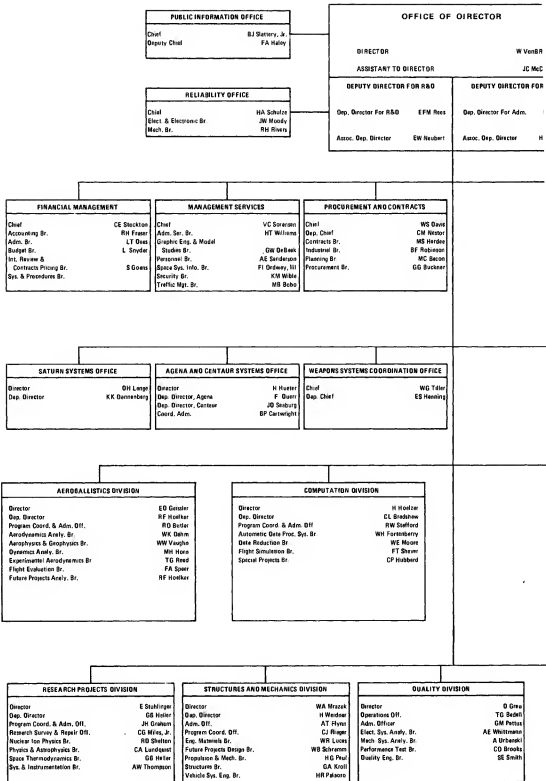 PUBLIC INFORMATION OFFICE
Chief BJ Slattery, Jr.
Deputy Chief FA Haley
OFFICE OF DIRECTOR
DIRECTOR W VonBR
ASSISTANT TO DIRECTOR JC McC
DEPUTY DIRECTOR FOR R&D
Dep. Director For R&D EFM Rees
Assoc. Dep. Director EW Neubert
DEPUTY DIRECTOR FOR
Dep. Director For Adm.
Assoc. Dep. Director H
RELIABILITY OFFICE
Chief HA Schulze
Elect. & Electronic Br JW Moody
Mech. Br. RH Rivers
FINANCIAL MANAGEMENT
Chief CE Stockton
Accounting Br. RH Fraser
Adm. Br. LT Oaes
Budget Br. L Snyder
Int. Review &
Contracts Pricing Br. S Goens
Sys. & Procedures Br.
MANAGEMENT SERVICES
Chief VC Sorensen
Adm. Ser. Br. HT Williams
Graphic Eng. & Model
Studies Br. GW DeBeek
Personnel Br. AE Sanderson
Space Sys. Info. Br. FI Ordway, III
Security Br. KM Wible
Traffic Mgt. Br. MB Bobo
PROCUREMENT AND CONTRACTS
Chief WS Davis
Dep. Chief CM Nestor
Contracts Br. MS Hardee
Industrial Br. BF Robinson
Planning Br MC Bacon
Procurement Br. GG Buckner
SATURN SYSTEMS OFFICE
Director OH Lange
Dep. Director KK Dannenberg
AGENA AND CENTAUR SYSTEMS OFFICE
Director H Hueter
Dep. Director, Agena F Duerr
Dep. Director, Centaur JO Seaburg
Coord. Adm. BP Cartwright
WEAPONS SYSTEMS COORDINATION OFFICE
Chief WG Tiller
Dep. Chief ES Henning
AEROBALLISTICS DIVISION
Director EO Geissler
Dep. Director RF Hoelker
Program Coord. & Adm. Off. RO Butler
Aerodynamics Analy. Br. WK Dahm
Aerophysics & Geophysics Br. WW Vaughn
Dynamics Analy. Br. MH Horn
Experimental Aerodynamics Br TG Reed
Flight Evaluation Br. FA Speer
Future Projects Analy. Br. RF Hoelker
COMPUTATION DIVISION
Director H Hoelzer
Dep. Director CL Bradshaw
Program Coord. & Adm. Off RW Stafford
Automatic Data Proc. Sys. Br WH Fortenberry
Data Reduction Br WE Moore
Flight Simulation Br. FT Shaver
Special Projects Br. CP Hubbard
RESEARCH PROJECTS DIVISION
Director E Stuhlinger
Dep. Director GB Heller
Program Coord. & Adm. Off. JH Graham
Research Survey & Repair Off. CG Miles, Jr.
Nuclear Ion Physics Br. RD Shelton
Physics & Astrophysics Br. CA Lundquist
Space Thermodynamics Br. GB Heller
Sys. & Instrumentation Br. AW Thompson
STRUCTURES AND MECHANICS DIVISION
Director WA Mrazek
Dep. Director H Weidner
Adm. Off. AT Flynn
Program Coord. Off. CJ Rieger
Eng. Materials Br. WR Lucas
Future Projects Design Br. WB Schramm
Propulsion & Mech. Br. HG Paul
Structures Br. GA Kroll
Vehicle Sys. Eng. Br. HR Palaoro
QUALITY DIVISION
Director D Grau
Operations Off. TG Bedell
Adm. Officer GM Pettus
Elect. Sys. Analy. Br. AE Whittmann
Mech. Sys. Analy. Br. A Urbanski
Performance Test Br. CO Brooks
Quality Eng. Br. SE Smith